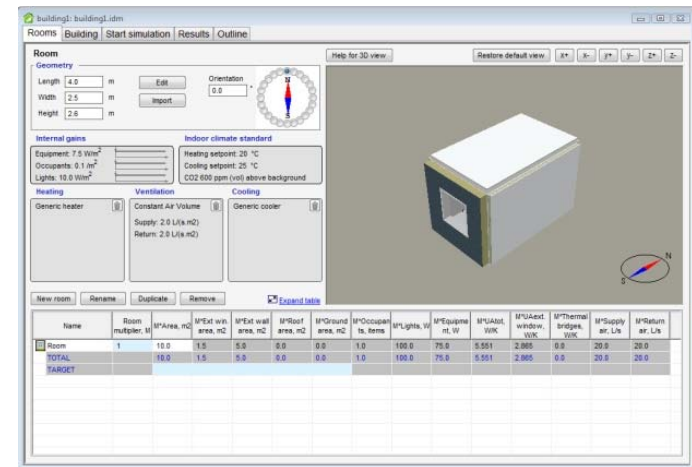 building1: building1.idm
Rooms Building Start simulation Results Outline
Room
Geometry
Length 4.0 m Edit Orientation
Width 2.5 m Import 0.0 °
Height 2.6 m
N
S
Help for 3D view Restore default view X+ X- y+ y- Z+ Z-
Internal gains Indoor climate standard
Equipment: 7.5 W/m² Heating setpoint: 20 °C
Occupants: 0.1 /m² Cooling setpoint: 25 °C
Lights: 10.0 W/m² CO2 600 ppm (vol) above background
Heating Ventilation Cooling
Generic heater Constant Air Volume Generic cooler
Supply: 2.0 L/(s.m2)
Return: 2.0 L/(s.m2)
N
S
New room Rename Duplicate Remove Expand table
Name Room multiplier, M M*Area, m2 M*Ext win area, m2 M*Ext wall area, m2 M*Roof area, m2 M*Ground area, m2 M*Occupants, items M*Lights, W M*Equipment, W M*UAtot, W/K M*UAext. window, W/K M*Thermal bridges, W/K M*Supply air, L/s M*Return air, L/s
Room 1 10.0 1.5 5.0 0.0 0.0 1.0 100.0 75.0 5.551 2.865 0.0 20.0 20.0
TOTAL 10.0 1.5 5.0 0.0 0.0 1.0 100.0 75.0 5.551 2.865 0.0 20.0 20.0
TARGET